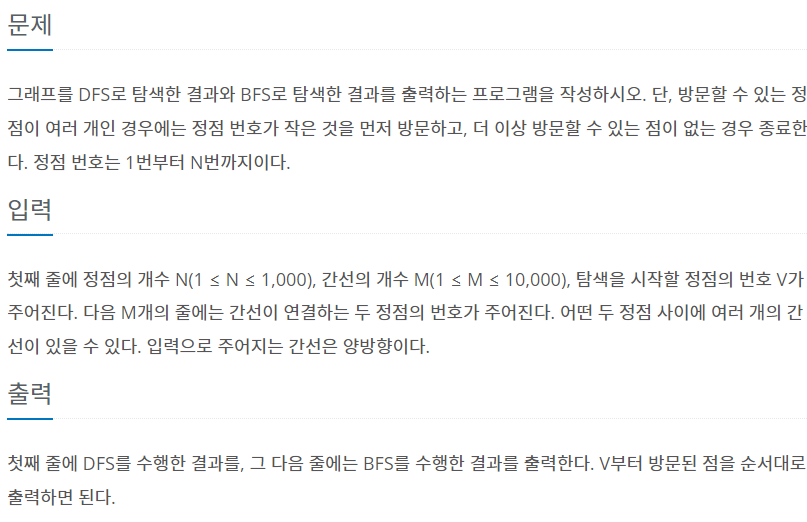 문제
그래프를 DFS로 탐색한 결과와 BFS로 탐색한 결과를 출력하는 프로그램을 작성하시오. 단, 방문할 수 있는 정
점이 여러 개인 경우에는 정점 번호가 작은 것을 먼저 방문하고, 더 이상 방문할 수 있는 점이 없는 경우 종료한
다. 정점 번호는 1번부터 N번까지이다.
입력
첫째 줄에 정점의 개수 N(1 ≤ N ≤ 1,000), 간선의 개수 M(1 ≤ M ≤ 10,000), 탐색을 시작할 정점의 번호 V가
주어진다. 다음 M개의 줄에는 간선이 연결하는 두 정점의 번호가 주어진다. 어떤 두 정점 사이에 여러 개의 간
선이 있을 수 있다. 입력으로 주어지는 간선은 양방향이다.
출력
첫째 줄에 DFS를 수행한 결과를, 그 다음 줄에는 BFS를 수행한 결과를 출력한다. V부터 방문된 점을 순서대로
출력하면 된다.